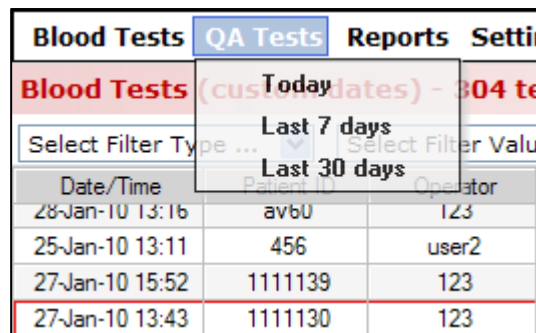 Blood Tests QA Tests Reports Setti
Blood Tests (custom dates) - 304 te
Today
Last 7 days
Last 30 days
Select Filter Type ... Select Filter Valu
Date/Time Patient ID Operator
28-Jan-10 13:16 av60 123
25-Jan-10 13:11 456 user2
27-Jan-10 15:52 1111139 123
27-Jan-10 13:43 1111130 123